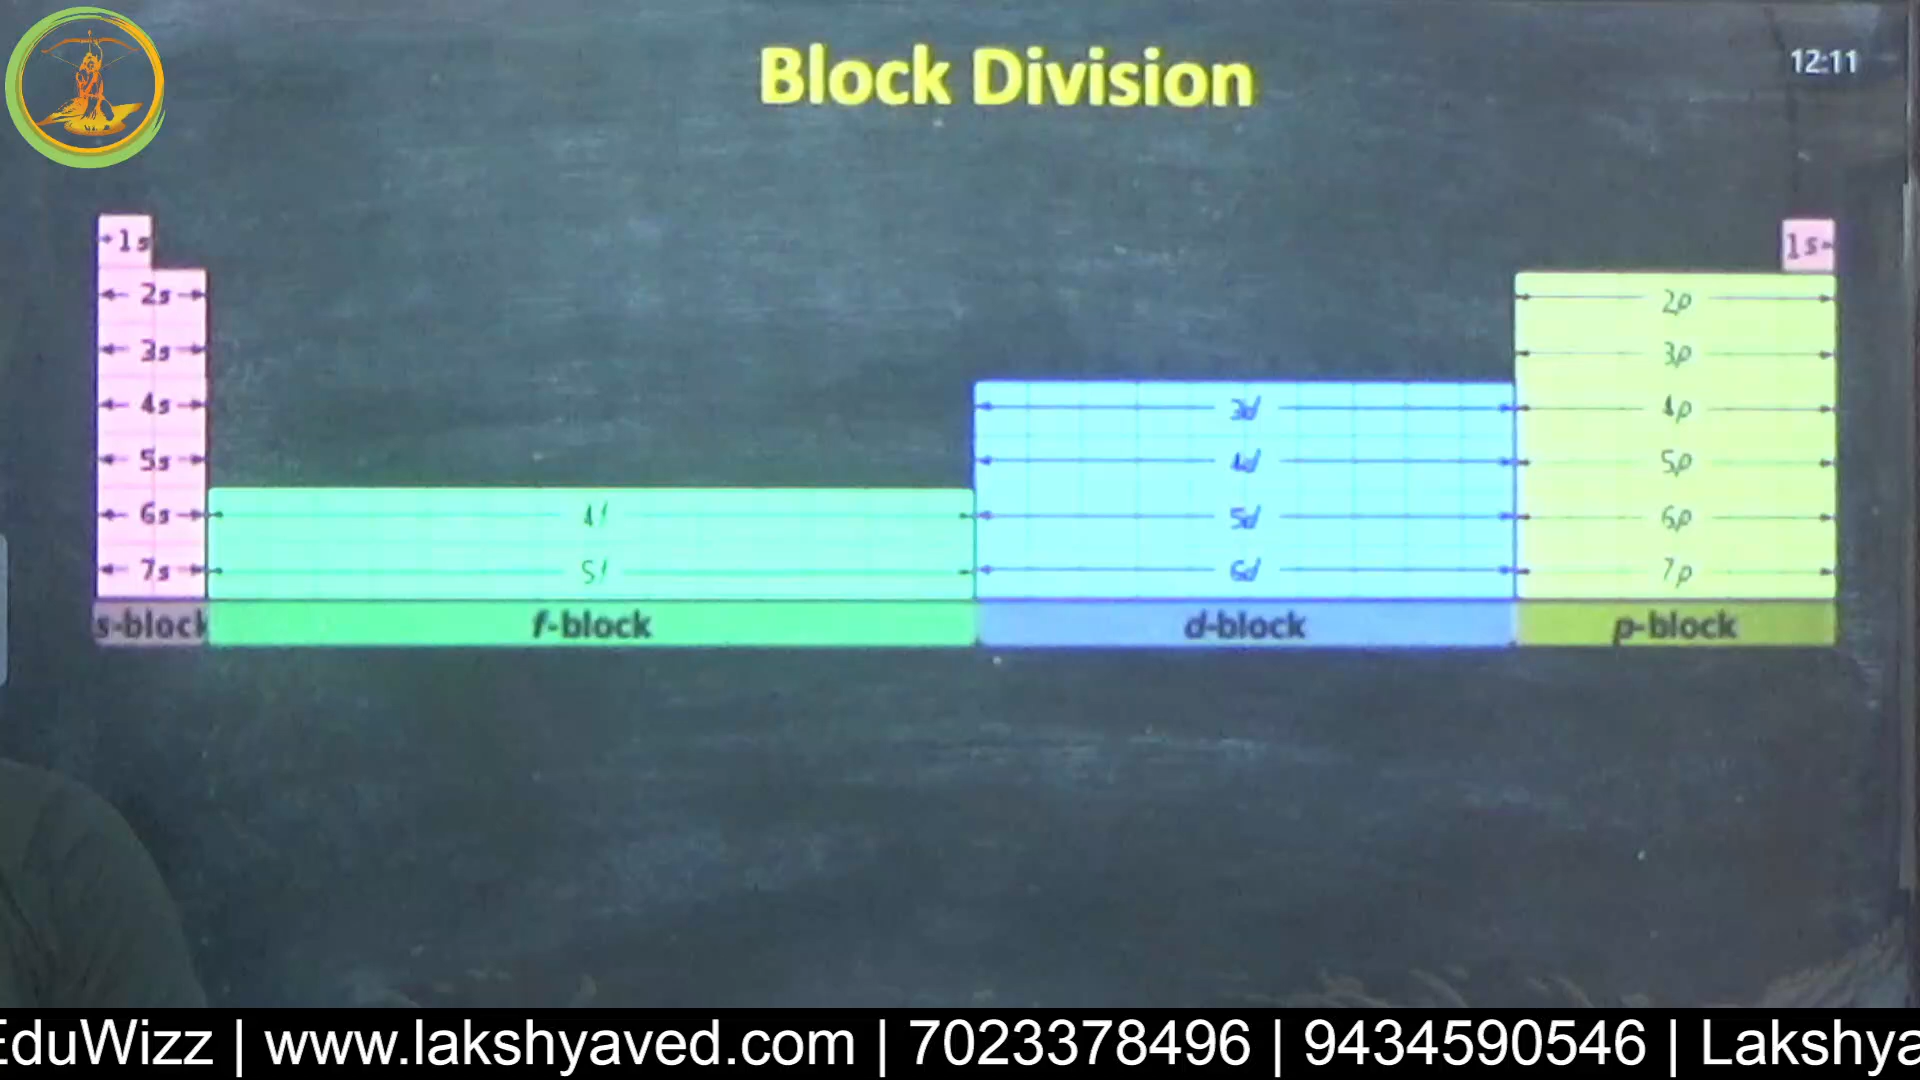 Block Division
12:11
1s
1s
2s
2p
3s
3p
4s
3d
4p
5s
4d
5p
6s
4f
5d
6p
7s
5f
6d
7p
s-block
f-block
d-block
p-block
EduWizz | www.lakshyaved.com | 7023378496 | 9434590546 | Lakshya